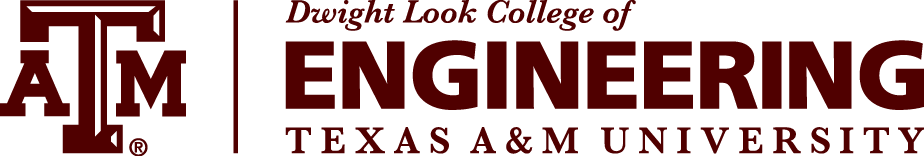 ATM®
Dwight Look College of
ENGINEERING
TEXAS A&M UNIVERSITY